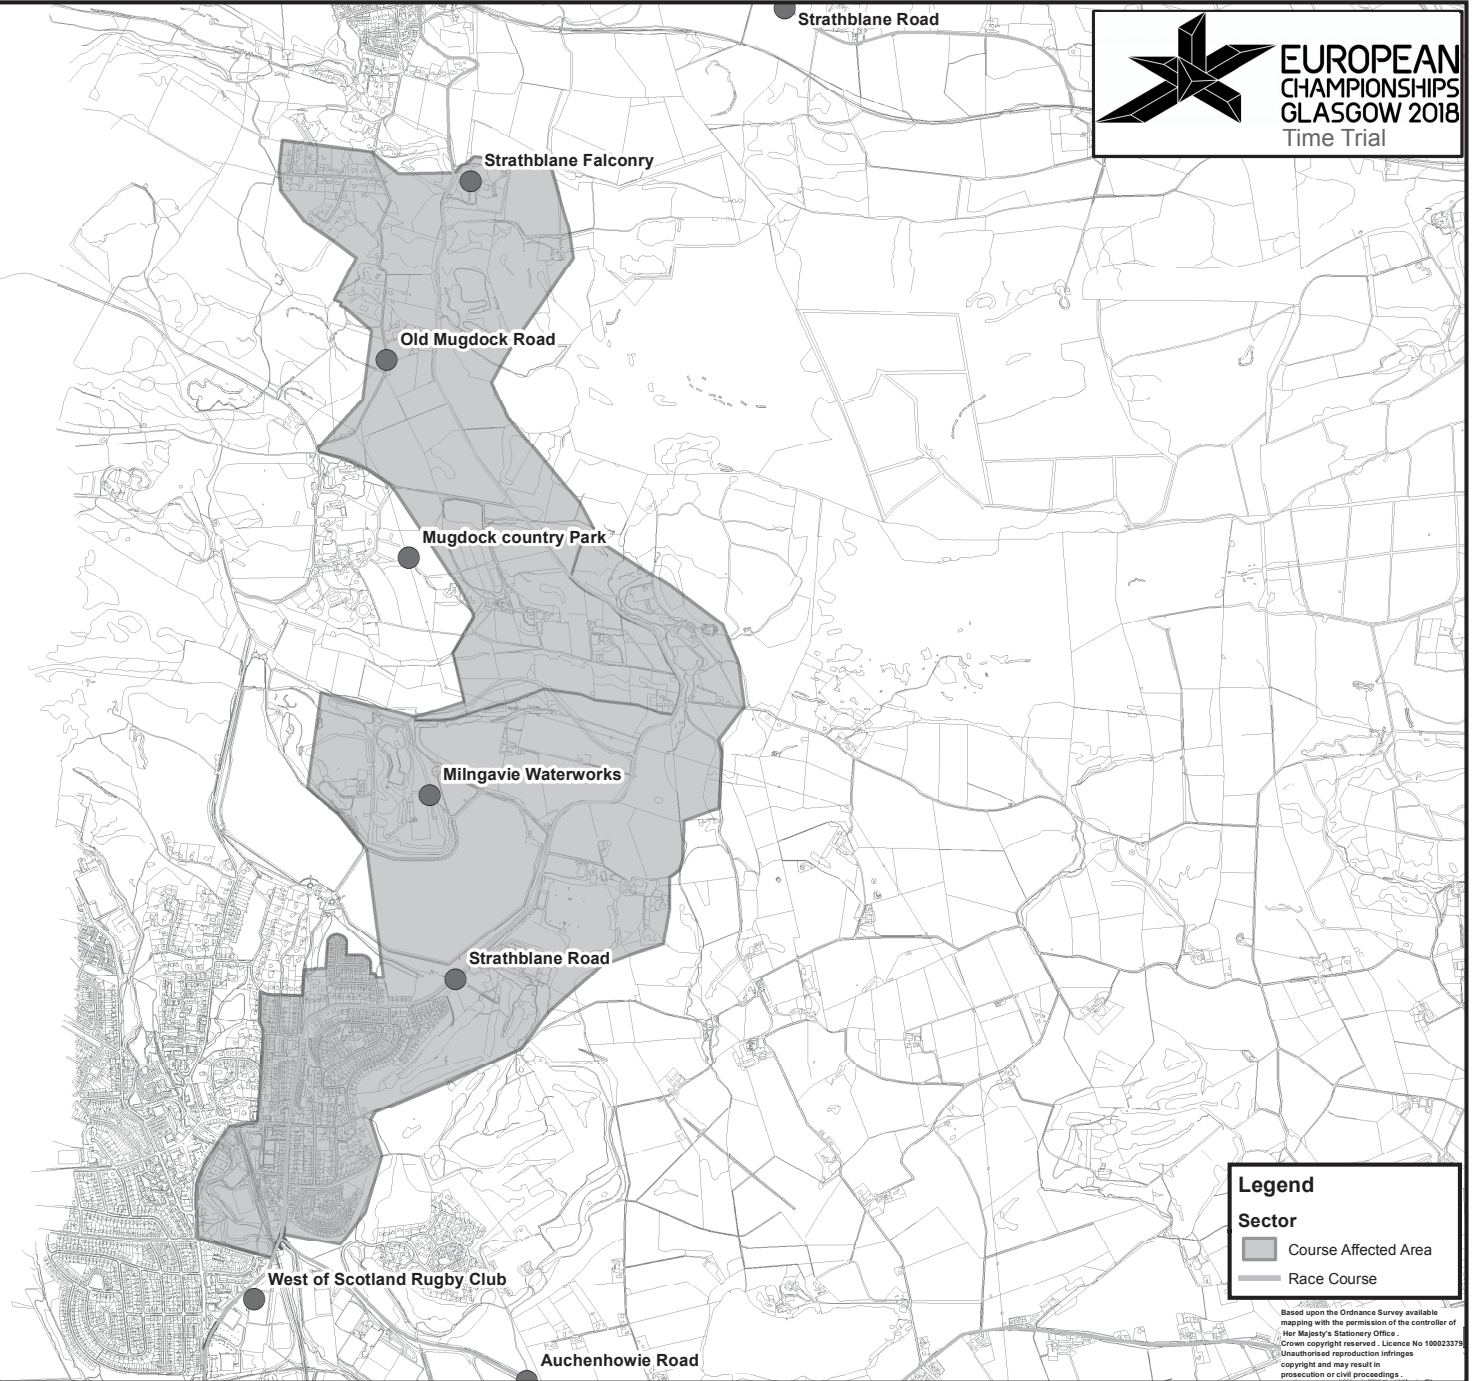 Strathblane Road
EUROPEAN
CHAMPIONSHIPS
GLASGOW 2018
Time Trial
Strathblane Falconry
Old Mugdock Road
Mugdock country Park
Milngavie Waterworks
Strathblane Road
West of Scotland Rugby Club
Auchenhowie Road
Legend
Sector
Course Affected Area
Race Course
Based upon the Ordnance Survey available
mapping with the permission of the controller of
Her Majesty's Stationery Office .
Crown copyright reserved . Licence No 100023379
Unauthorised reproduction infringes
copyright and may result in
prosecution or civil proceedings .